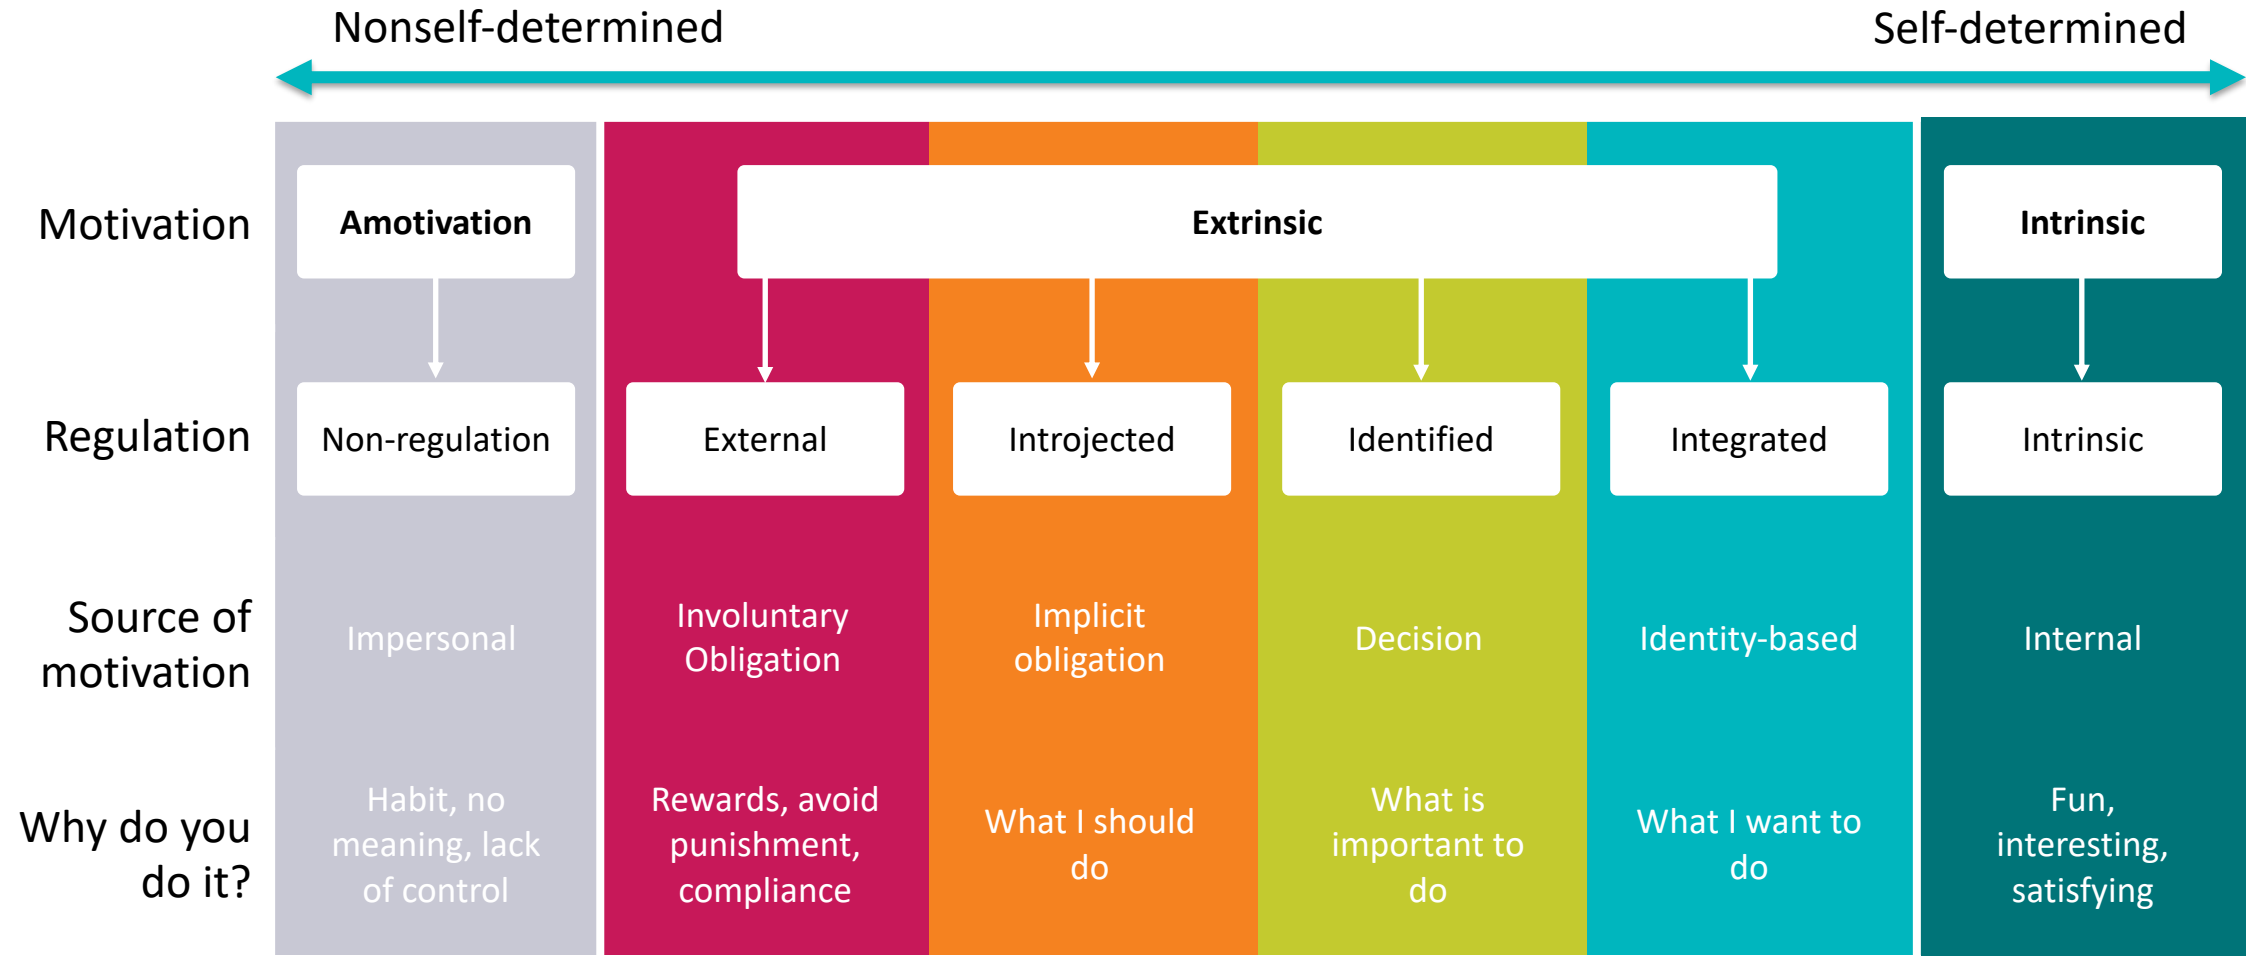 Nonself-determined
Self-determined
Motivation
Amotivation
Extrinsic
Intrinsic
Regulation
Non-regulation
External
Introjected
Identified
Integrated
Intrinsic
Source of
motivation
Impersonal
Involuntary
Obligation
Implicit
obligation
Decision
Identity-based
Internal
Why do you
do it?
Habit, no
meaning, lack
of control
Rewards, avoid
punishment,
compliance
What I should
do
What is
important to
do
What I want to
do
Fun,
interesting,
satisfying